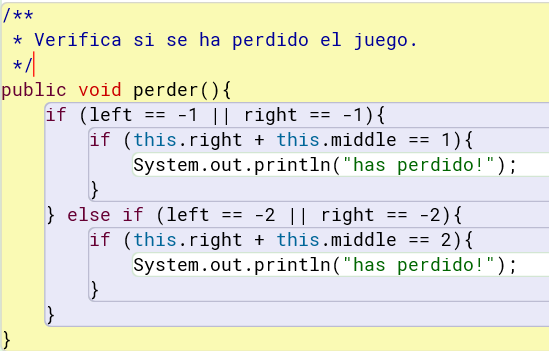 /**
 * Verifica si se ha perdido el juego.
 */
public void perder(){
    if (left == -1 || right == -1){
        if (this.right + this.middle == 1){
            System.out.println("has perdido!");
        }
    } else if (left == -2 || right == -2){
        if (this.right + this.middle == 2){
            System.out.println("has perdido!");
        }
    }
}